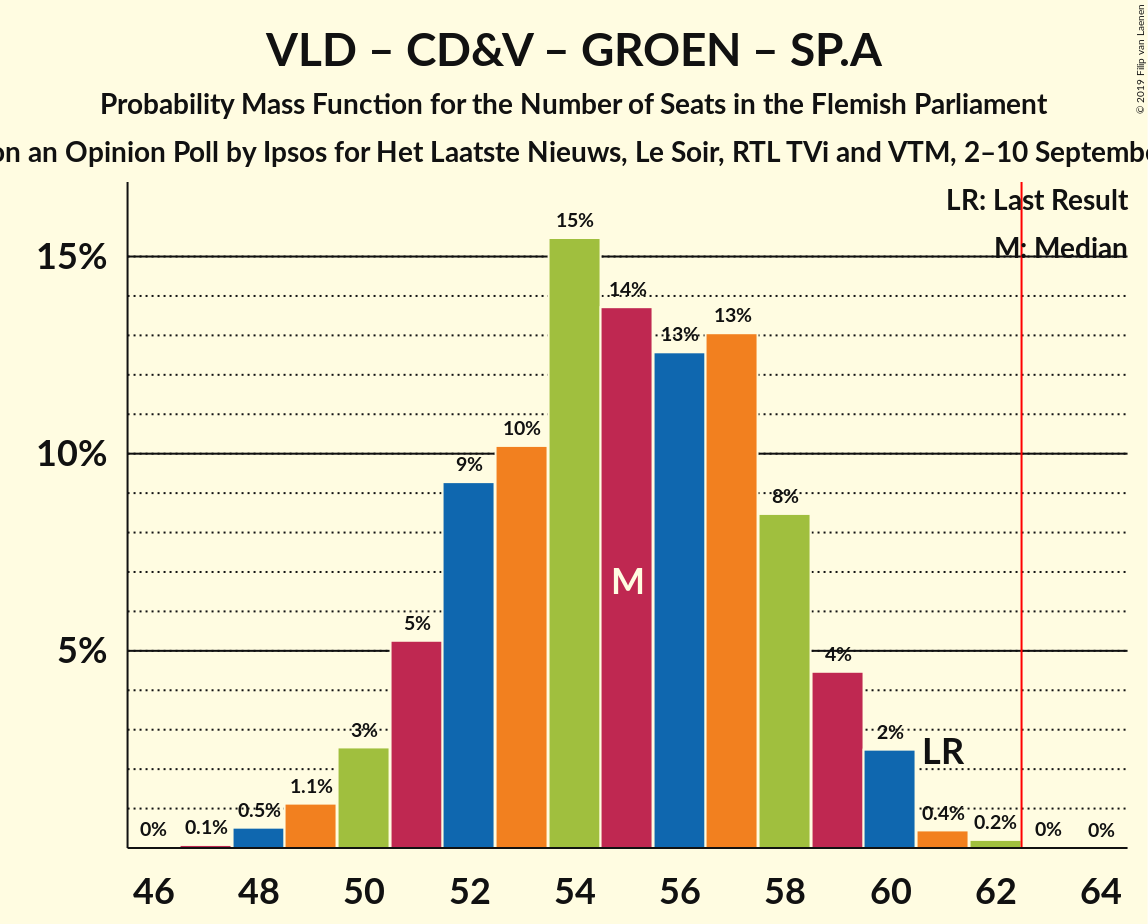 VLD – CD&V – GROEN – SP.A
Probability Mass Function for the Number of Seats in the Flemish Parliament
on an Opinion Poll by Ipsos for Het Laatste Nieuws, Le Soir, RTL TVi and VTM, 2–10 Septembe
© 2019 Filip van Laenen
LR: Last Result
M: Median
15%
10%
5%
0%
0.1%
0.5%
1.1%
3%
5%
9%
10%
15%
14%
13%
13%
8%
4%
2%
0.4%
0.2%
0%
0%
M
LR
46 48 50 52 54 56 58 60 62 64